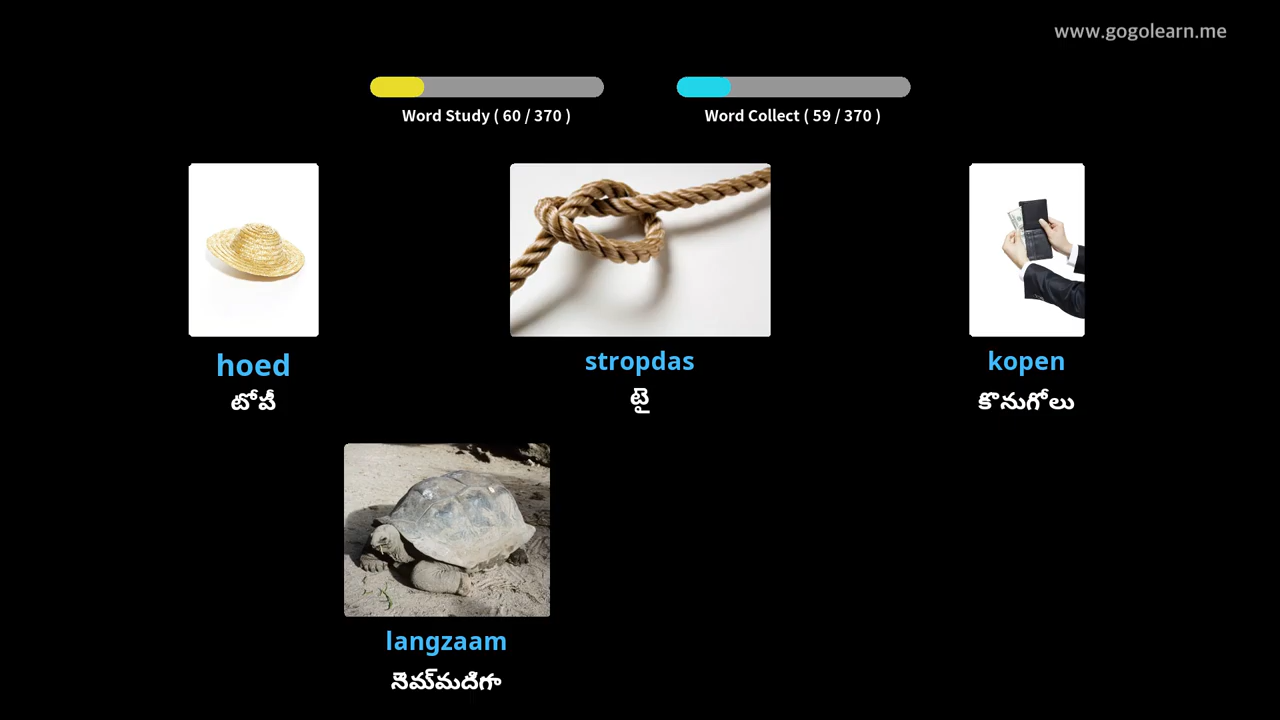 www.gogolearn.me
Word Study ( 60 / 370 )
Word Collect ( 59 / 370 )
hoed
టోపీ
stropdas
టై
kopen
కొనుగోలు
langzaam
నెమ్మదిగా